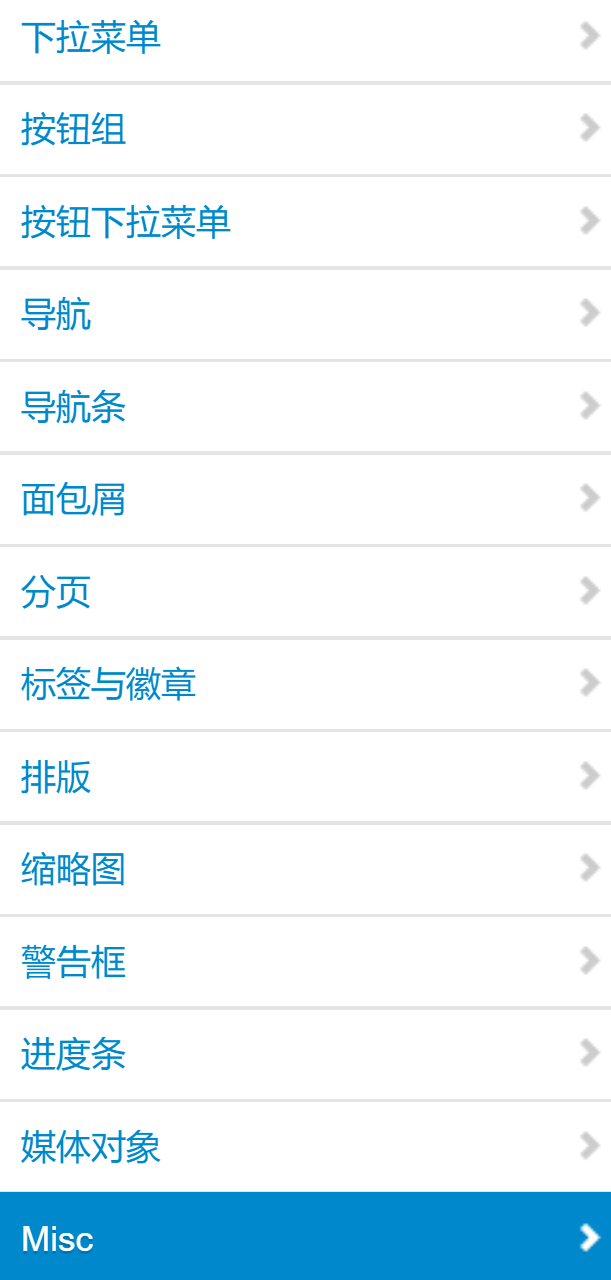 下拉菜单
按钮组
按钮下拉菜单
导航
导航条
面包屑
分页
标签与徽章
排版
缩略图
警告框
进度条
媒体对象
Misc